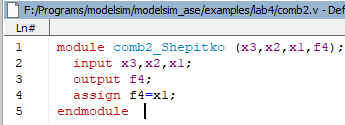 F:/Programs/modelsim/modelsim_ase/examples/lab4/comb2.v - Def
Ln#
1 module comb2_Shepitko (x3,x2,x1,f4);
2 input x3,x2,x1;
3 output f4;
4 assign f4=x1;
5 endmodule